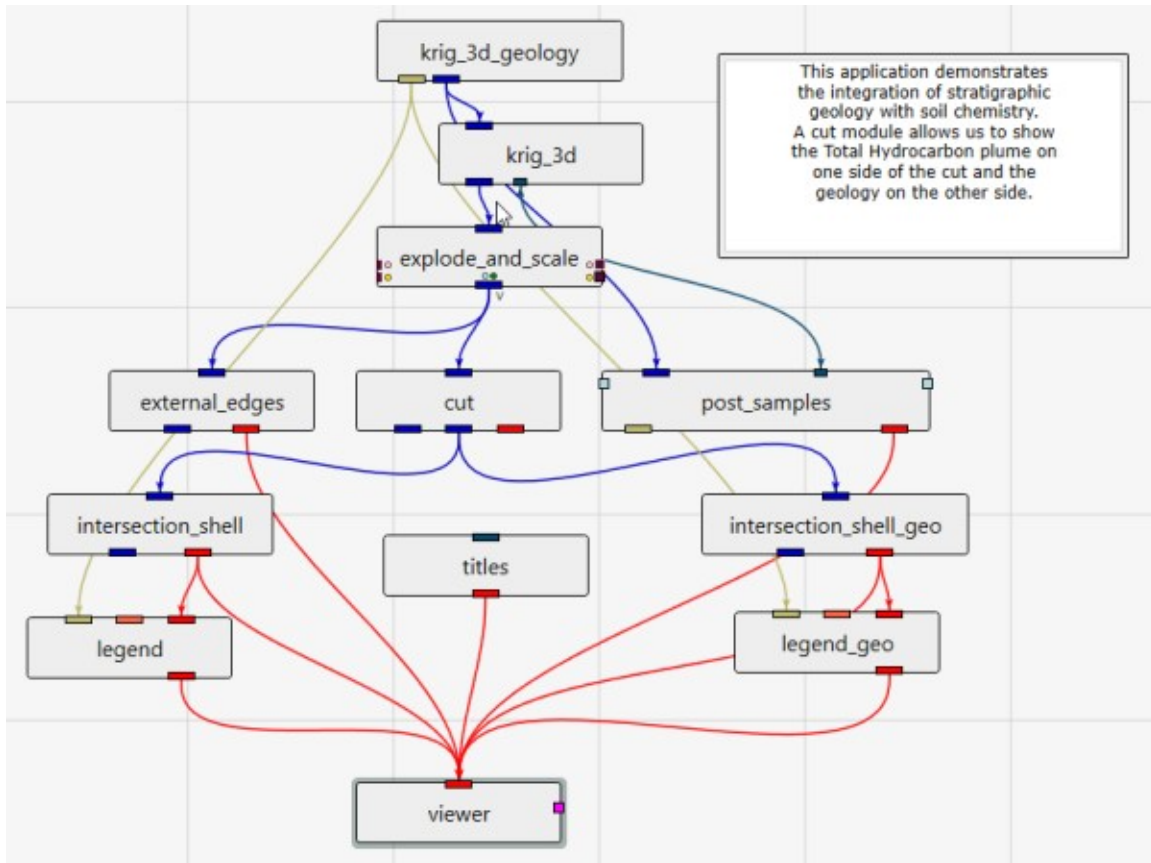 krig_3d_geology
This application demonstrates
the integration of stratigraphic
geology with soil chemistry.
A cut module allows us to show
the Total Hydrocarbon plume on
one side of the cut and the
geology on the other side.
krig_3d
explode_and_scale
external_edges
cut
post_samples
intersection_shell
intersection_shell_geo
titles
legend
legend_geo
viewer